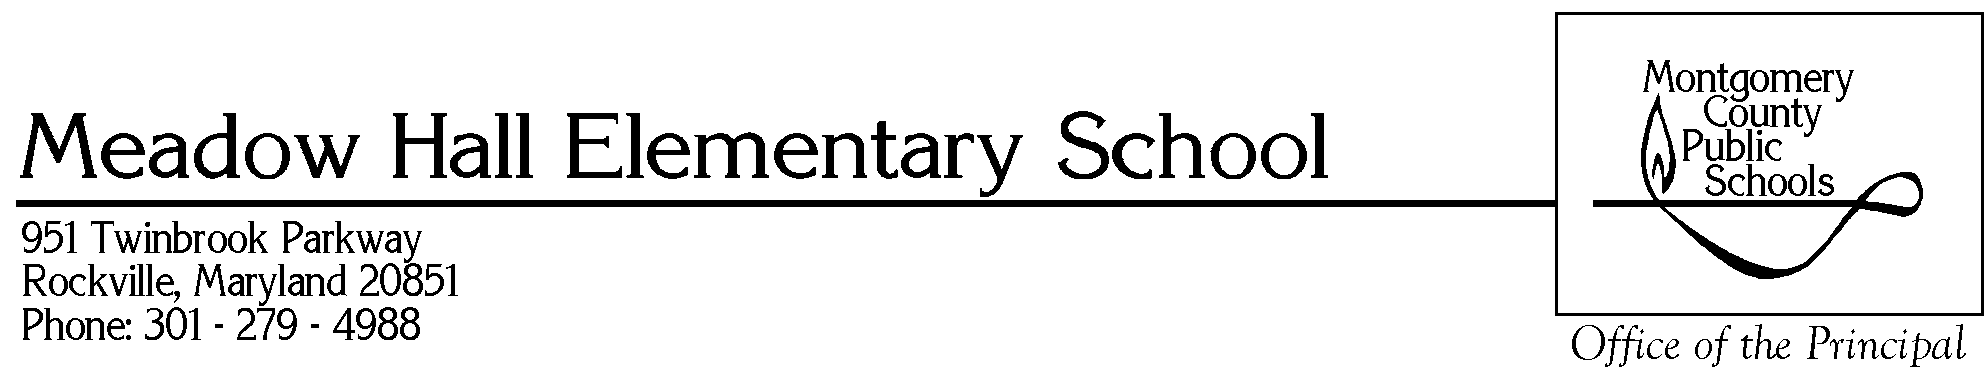 Meadow Hall Elementary School
951 Twinbrook Parkway
Rockville, Maryland 20851
Phone: 301 - 279 - 4988
Montgomery
County
Public
Schools
Office of the Principal